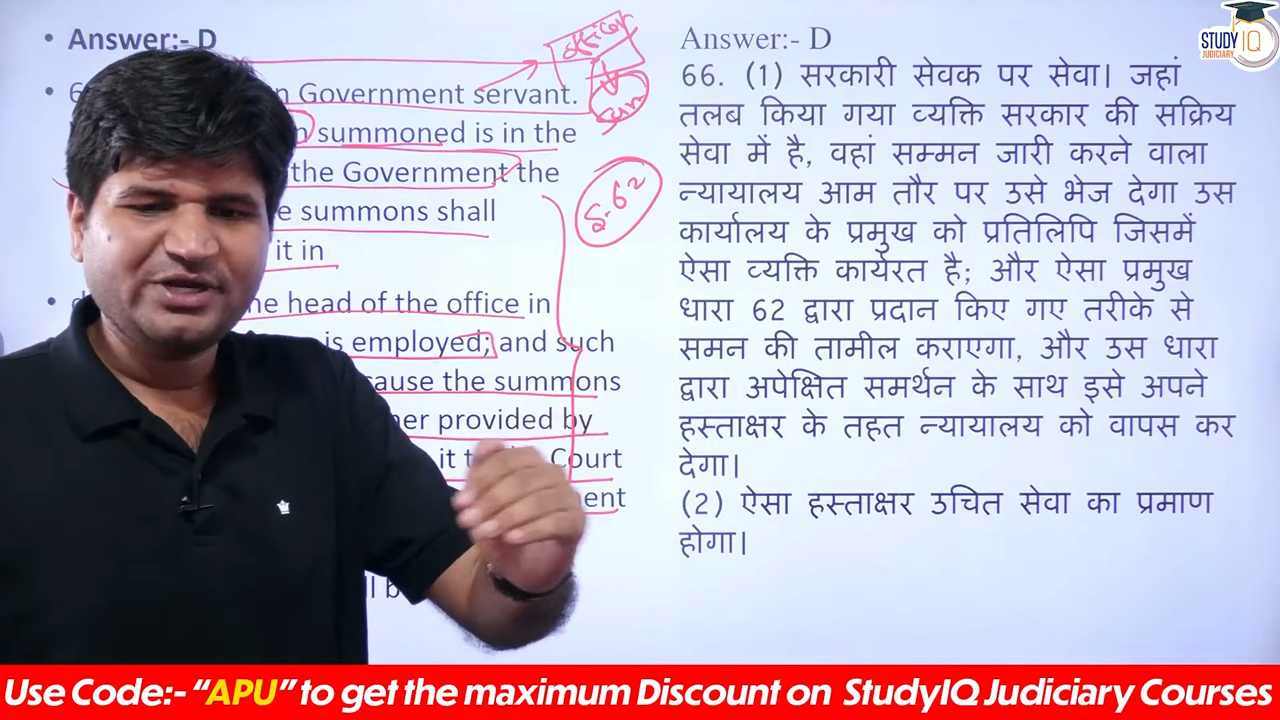 • Answer:- D
• 6 n Government servant.
n summoned is in the
the Government the
e summons shall
it in
• d he head of the office in
is employed; and such
cause the summons
ner provided by
it to Court
ent
ll b
officer
S-62
Answer:- D
66. (1) सरकारी सेवक पर सेवा। जहां
तलब किया गया व्यक्ति सरकार की सक्रिय
सेवा में है, वहां सम्मन जारी करने वाला
न्यायालय आम तौर पर उसे भेज देगा उस
कार्यालय के प्रमुख को प्रतिलिपि जिसमें
ऐसा व्यक्ति कार्यरत है; और ऐसा प्रमुख
धारा 62 द्वारा प्रदान किए गए तरीके से
समन की तामील कराएगा, और उस धारा
द्वारा अपेक्षित समर्थन के साथ इसे अपने
हस्ताक्षर के तहत न्यायालय को वापस कर
देगा।
(2) ऐसा हस्ताक्षर उचित सेवा का प्रमाण
होगा।
STUDY IQ
JUDICIARY
Use Code:- “APU” to get the maximum Discount on StudyIQ Judiciary Courses